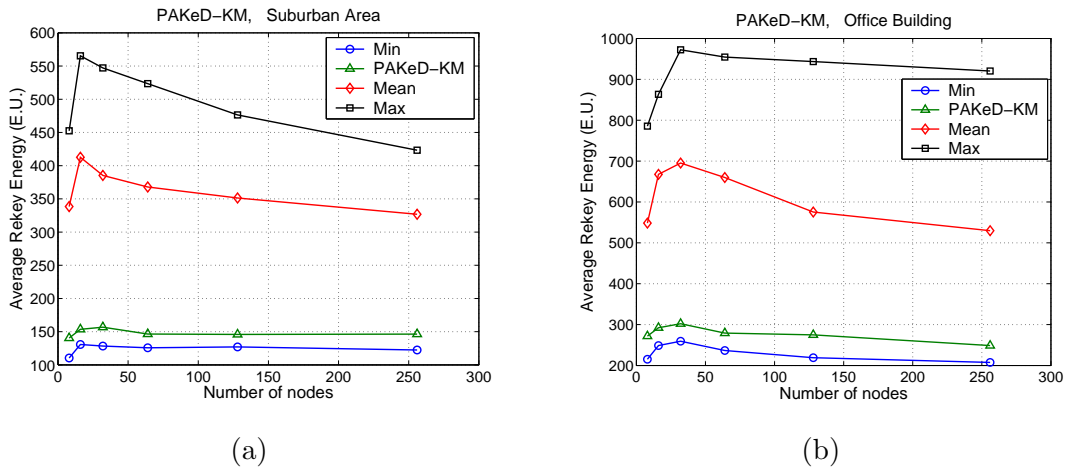 PAKeD−KM, Suburban Area
600
550
500
450
400
350
300
250
200
150
100
0
50
100
150
200
250
300
Average Rekey Energy (E.U.)
Number of nodes
Min
PAKeD−KM
Mean
Max
(a)
PAKeD−KM, Office Building
1000
900
800
700
600
500
400
300
200
0
50
100
150
200
250
300
Average Rekey Energy (E.U.)
Number of nodes
Min
PAKeD−KM
Mean
Max
(b)